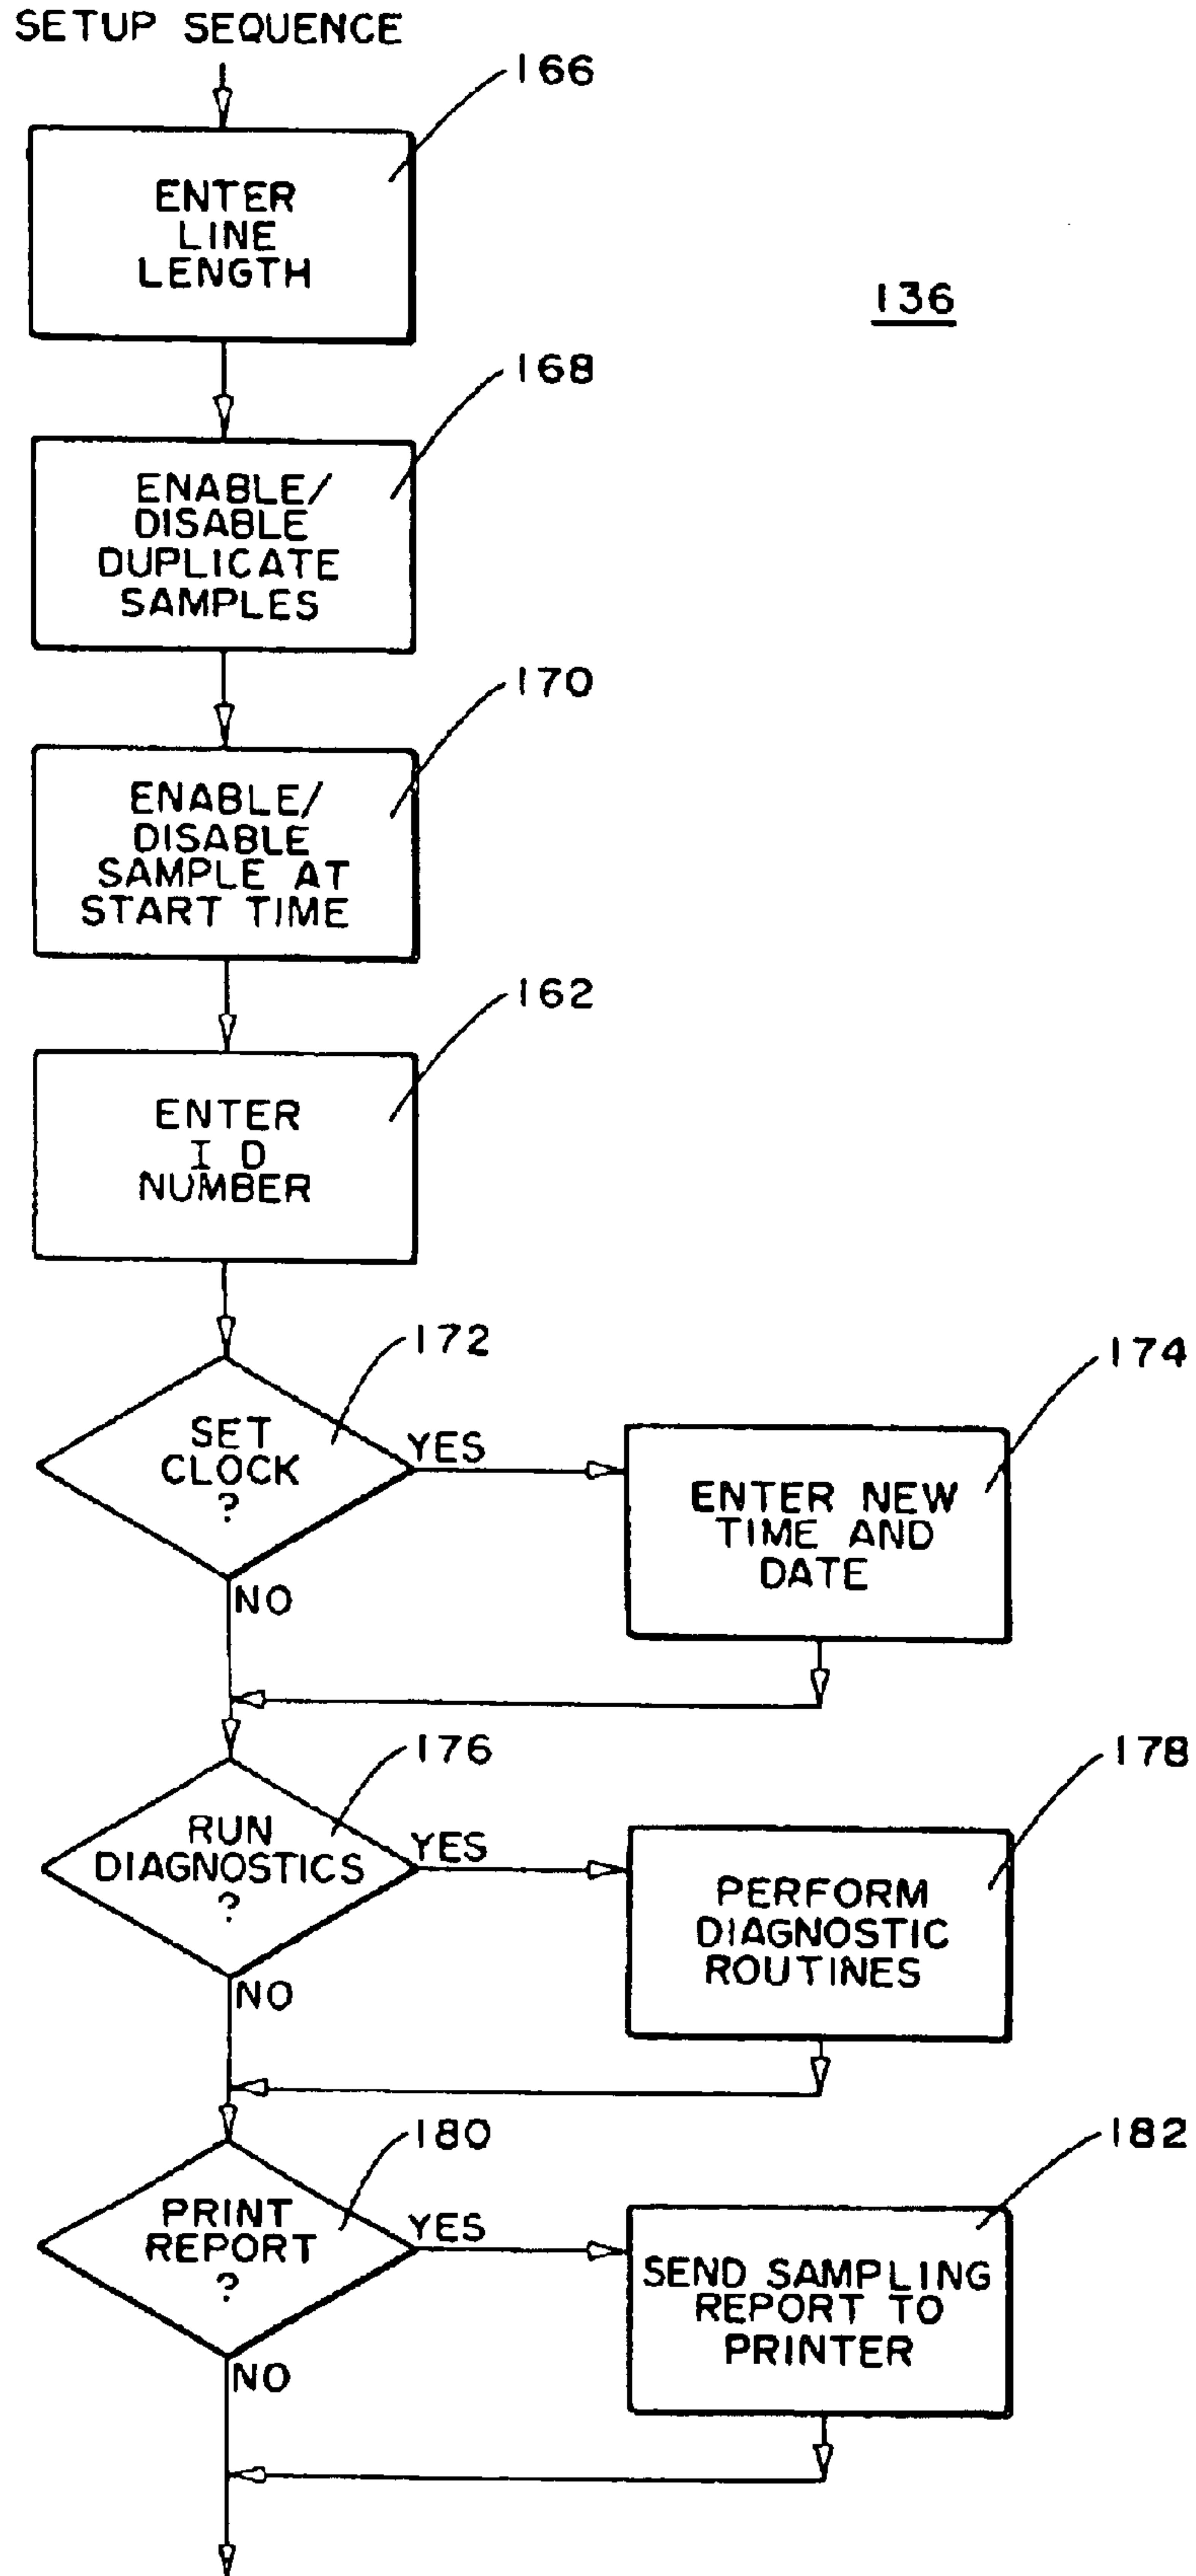 SETUP SEQUENCE
166
ENTER
LINE
LENGTH
136
168
ENABLE/
DISABLE
DUPLICATE
SAMPLES
170
ENABLE/
DISABLE
SAMPLE AT
START TIME
162
ENTER
I D
NUMBER
172
SET
CLOCK
?
YES
NO
174
ENTER NEW
TIME AND
DATE
176
RUN
DIAGNOSTICS
?
YES
NO
178
PERFORM
DIAGNOSTIC
ROUTINES
180
PRINT
REPORT
?
YES
NO
182
SEND SAMPLING
REPORT TO
PRINTER